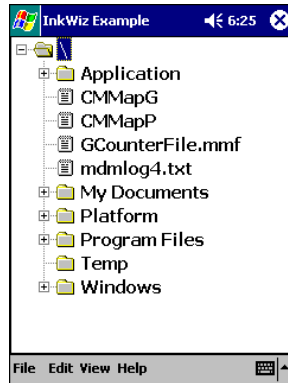 InkWiz Example 6:25
\
Application
CMMapG
CMMapP
GCounterFile.mmf
mdmlog4.txt
My Documents
Platform
Program Files
Temp
Windows
File Edit View Help